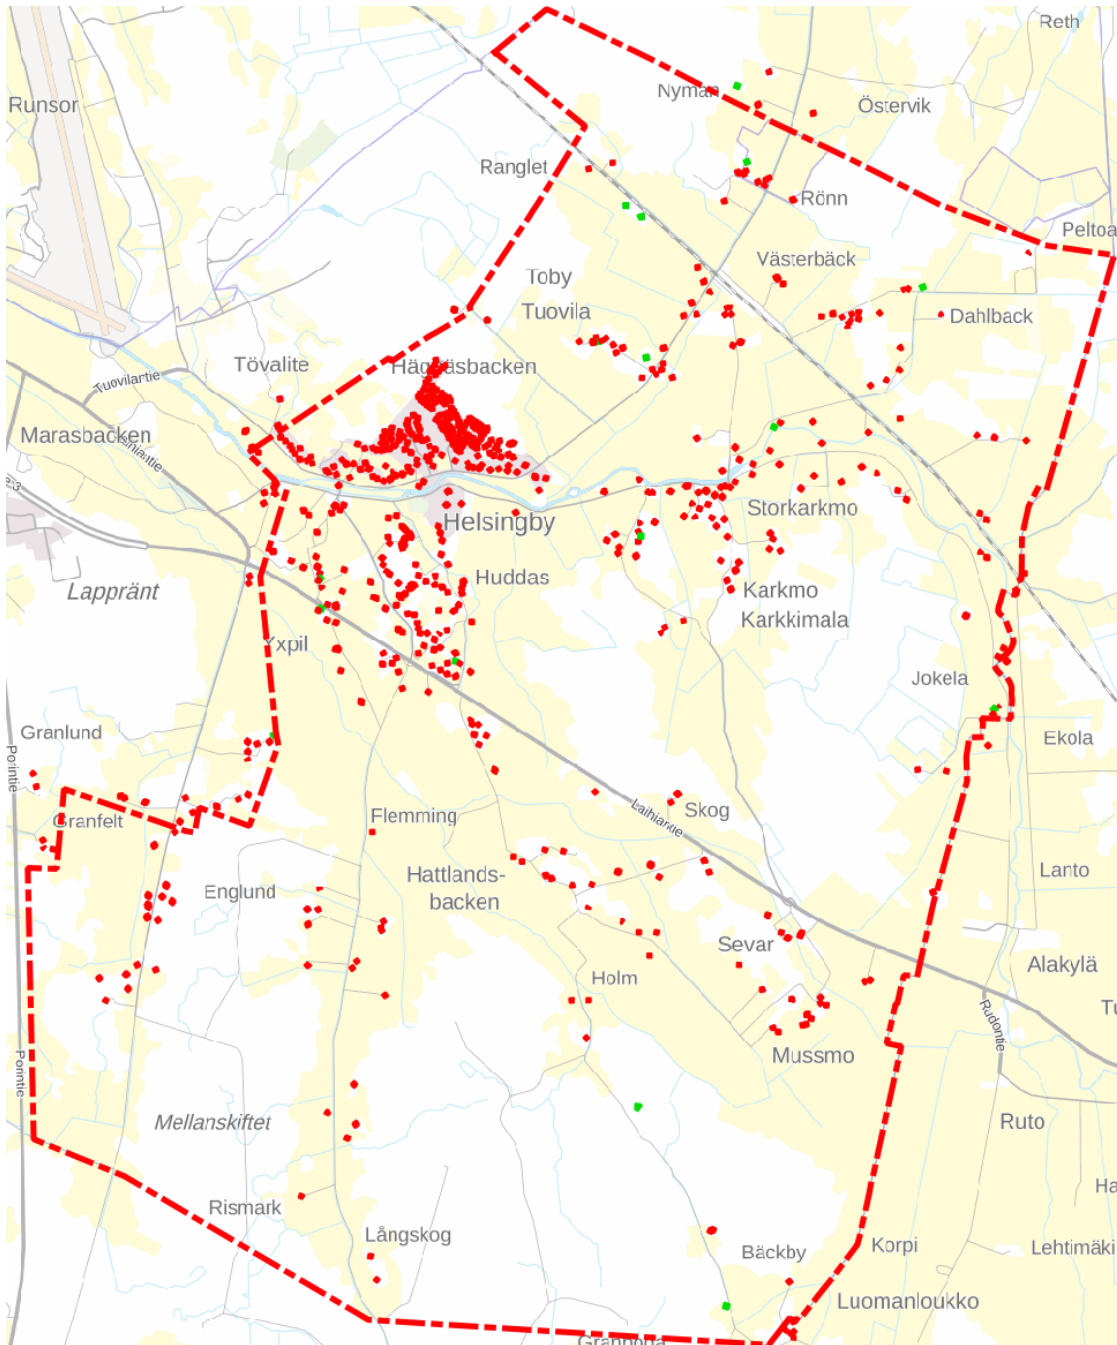 Reth
Nyman
Östervik
Runsor
Ranglet
Rönn
Peltoa
Västerbäck
Toby
Tuovila
Dahlback
Tövalite
Tuovilantie
Marasbacken
Helsingby
Storkarkmo
Huddas
Lappränt
Karkmo
Karkkimala
Yxpil
Jokela
Granlund
Ekola
Porintie
Laihiantie
Skog
Flemming
Granfelt
Hattlands-
backen
Englund
Lanto
Sevar
Holm
Alakylä
Rudontie
Mussmo
Porintie
Mellanskiftet
Ruto
Rismark
Långskog
Bäckby
Korpi
Lehtimäki
Luomanloukko